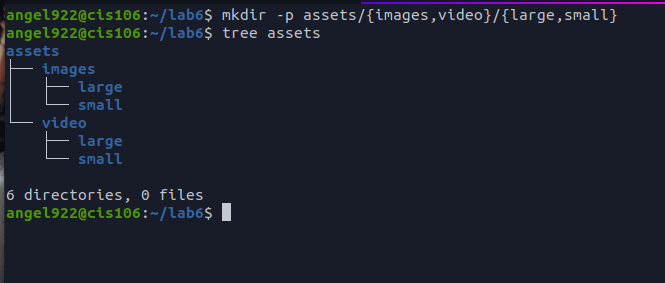 angel922@cis106:~/lab6$ mkdir -p assets/{images,video}/{large,small}
angel922@cis106:~/lab6$ tree assets
assets
├── images
│   ├── large
│   └── small
└── video
    ├── large
    └── small

6 directories, 0 files
angel922@cis106:~/lab6$